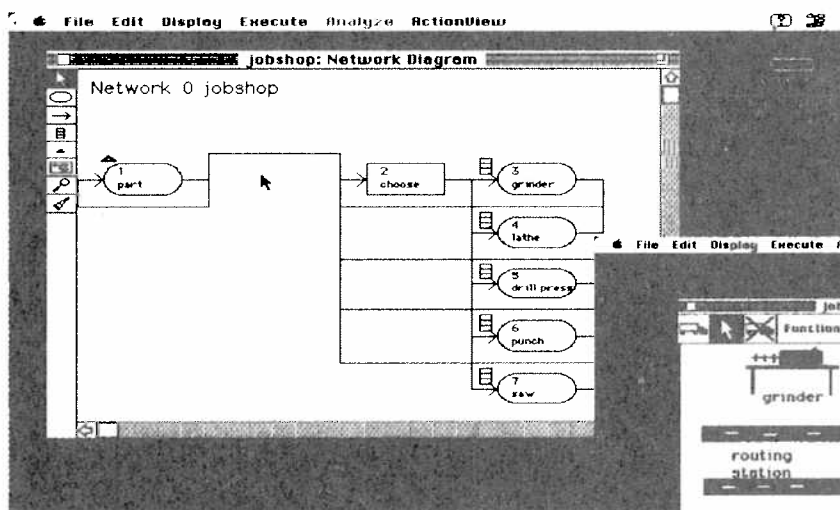 File Edit Display Execute Analyze ActionView
jobshop: Network Diagram
Network 0 jobshop
1
part
2
choose
3
grinder
4
lathe
5
drill press
6
punch
7
saw
File Edit Display Execute
Function
grinder
routing
station